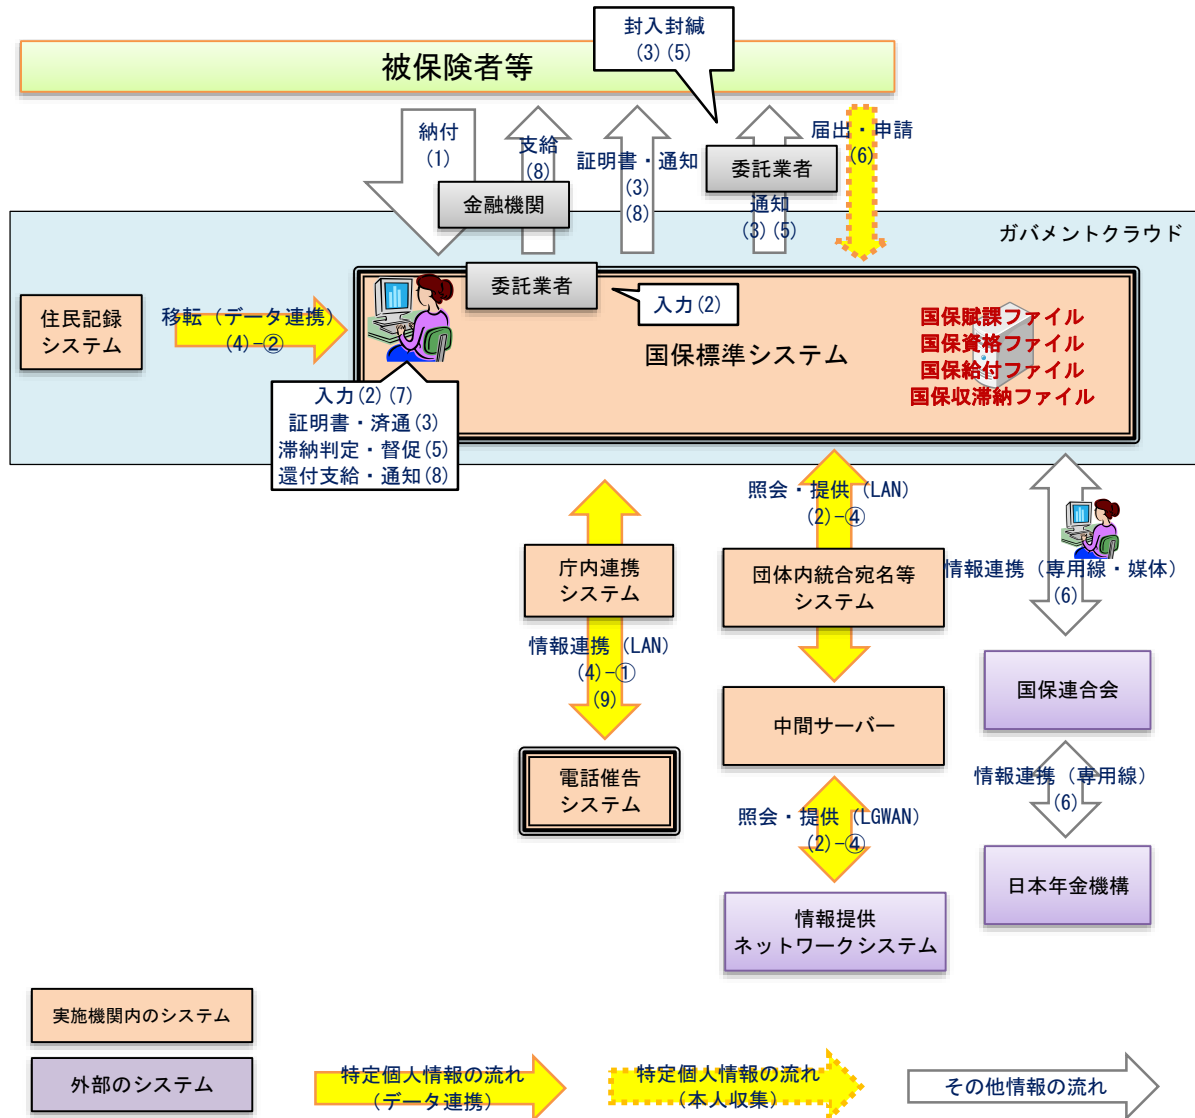 封入封緘
(3)(5)
被保険者等
納付
(1)
支給
(8)
証明書・通知
(3)
(8)
委託業者
通知
(3)(5)
届出・申請
(6)
金融機関
ガバメントクラウド
住民記録
システム
移転(データ連携)
(4)-②
委託業者
入力(2)
国保標準システム
国保賦課ファイル
国保資格ファイル
国保給付ファイル
国保収滞納ファイル
入力(2)(7)
証明書・済通(3)
滞納判定・督促(5)
還付支給・通知(8)
照会・提供(LAN)
(2)-④
庁内連携
システム
団体内統合宛名等
システム
情報連携(専用線・媒体)
(6)
情報連携(LAN)
(4)-①
(9)
国保連合会
中間サーバー
電話催告
システム
情報連携(専用線)
(6)
照会・提供(LGWAN)
(2)-④
日本年金機構
情報提供
ネットワークシステム
実施機関内のシステム
外部のシステム
特定個人情報の流れ
(データ連携)
特定個人情報の流れ
(本人収集)
その他情報の流れ